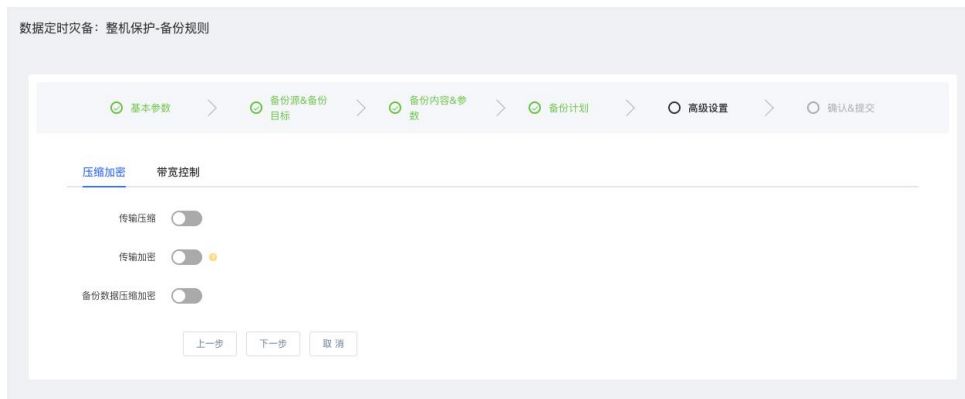 数据定时灾备：整机保护-备份规则
基本参数
备份源&备份
目标
备份内容&参
数
备份计划
高级设置
确认&提交
压缩加密
带宽控制
传输压缩
传输加密
备份数据压缩加密
上一步
下一步
取 消